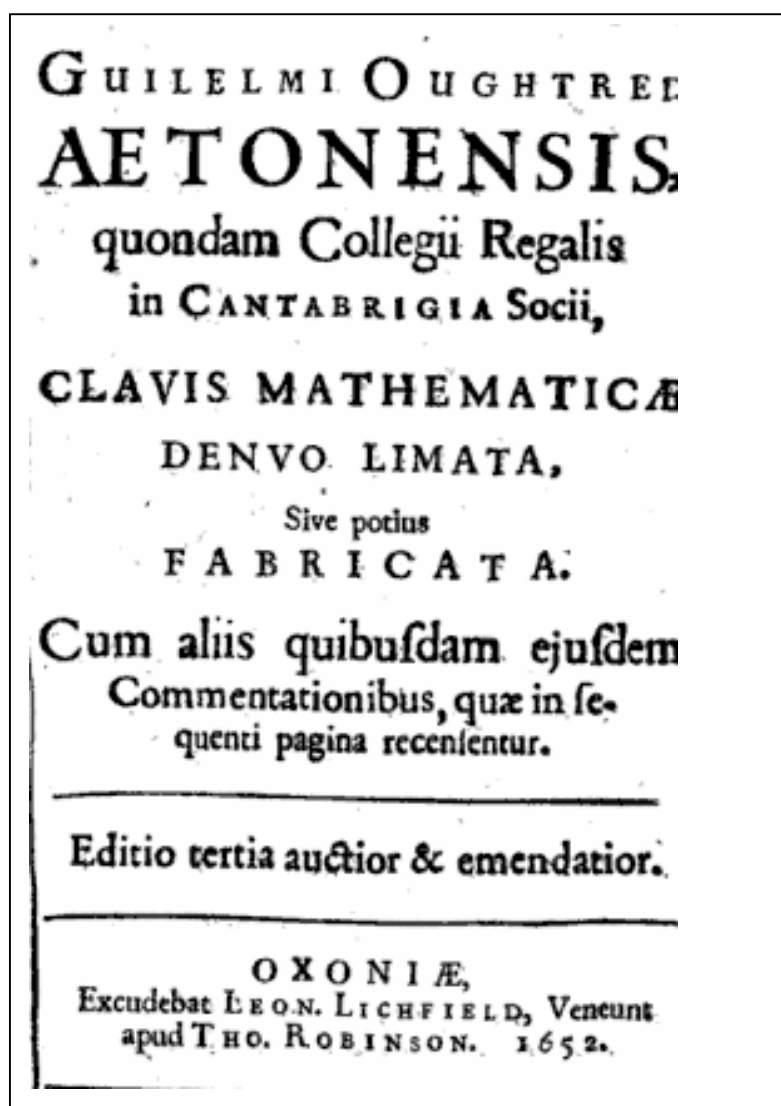 GUILELMI OUGHTRED
AETONENSIS,
quondam Collegii Regalis
in CANTABRIGIA Socii,
CLAVIS MATHEMATICÆ
DENVO LIMATA,
Sive potius
FABRICATA.
Cum aliis quibuſdam ejuſdem
Commentationibus, quæ in ſe-
quenti pagina recenſentur.
Editio tertia auctior & emendatior.
OXONIÆ,
Excudebat LEON. LICHFIELD, Veneunt
apud THO. ROBINSON. 1652.